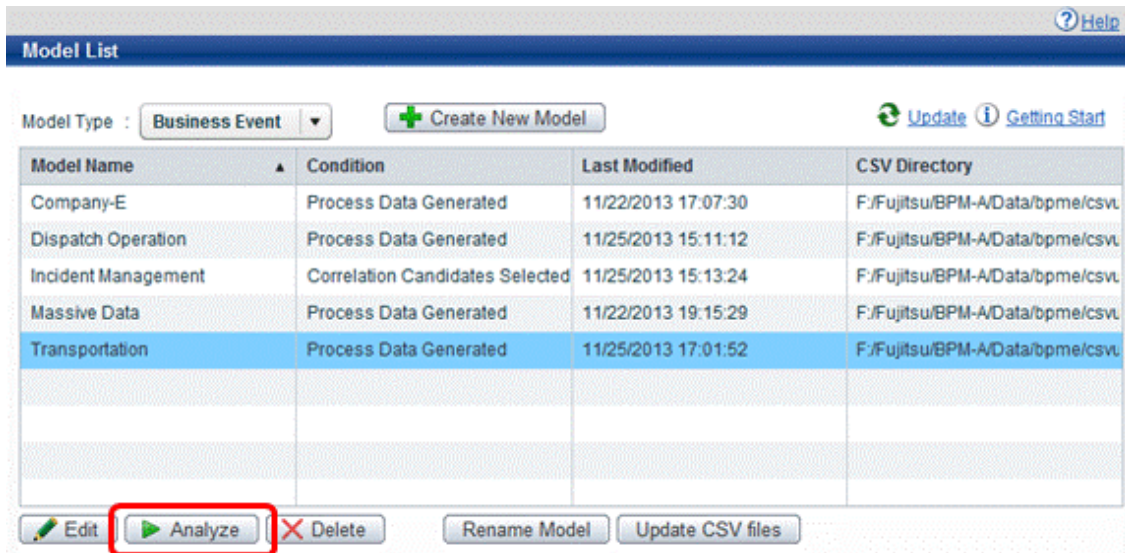 Help
Model List
Model Type : Business Event Create New Model Update Getting Start
Model Name Condition Last Modified CSV Directory
Company-E Process Data Generated 11/22/2013 17:07:30 F:/Fujitsu/BPM-A/Data/bpme/csvu
Dispatch Operation Process Data Generated 11/25/2013 15:11:12 F:/Fujitsu/BPM-A/Data/bpme/csvu
Incident Management Correlation Candidates Selected 11/25/2013 15:13:24 F:/Fujitsu/BPM-A/Data/bpme/csvu
Massive Data Process Data Generated 11/22/2013 19:15:29 F:/Fujitsu/BPM-A/Data/bpme/csvu
Transportation Process Data Generated 11/25/2013 17:01:52 F:/Fujitsu/BPM-A/Data/bpme/csvu
Edit Analyze Delete Rename Model Update CSV files